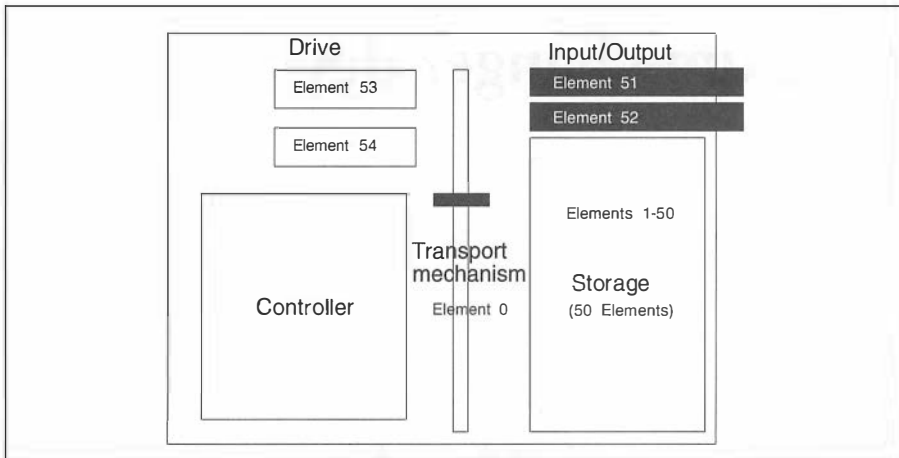 Drive
Input/Output
Element 53
Element 51
Element 52
Element 54
Elements 1-50
Transport
mechanism
Storage
Controller
Element 0
(50 Elements)